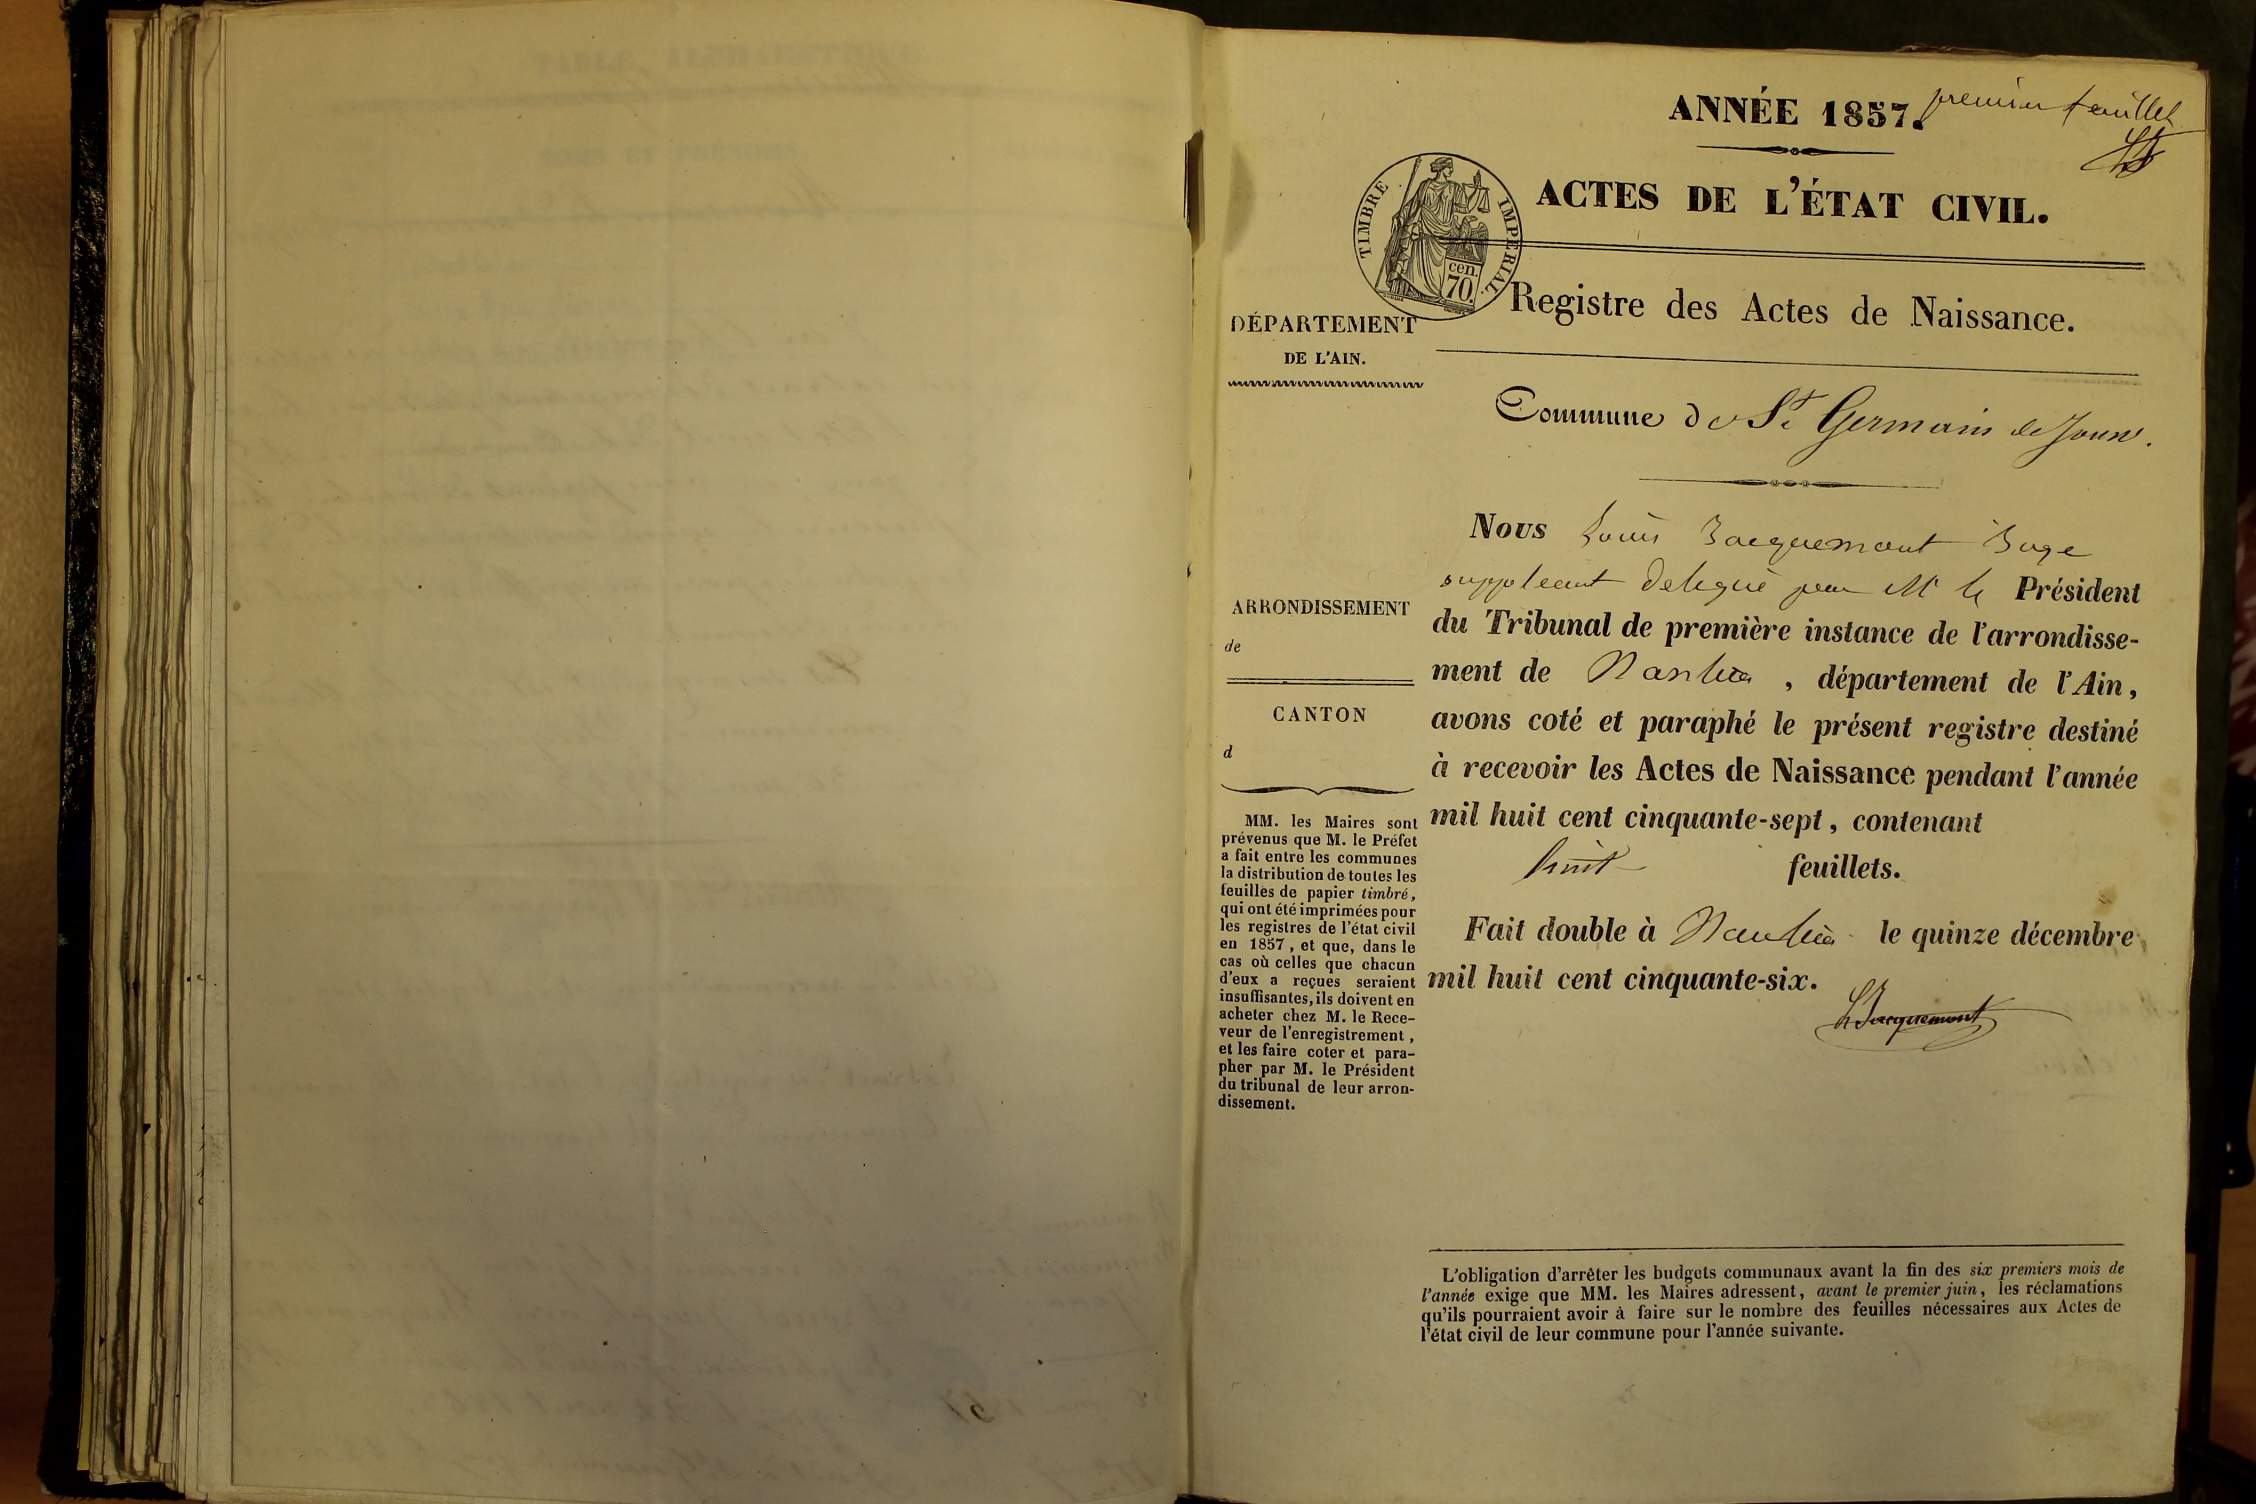 ANNÉE 1857.
premier feuillet
ACTES DE L'ÉTAT CIVIL.
TIMBRE IMPÉRIAL.
cen.
70.
Registre des Actes de Naissance.
DÉPARTEMENT
DE L'AIN.
Commune de St Germain de Joux.
Nous Louis Jacquemont Juge
suppléant délégué par Mr le Président
du Tribunal de première instance de l'arrondisse-
ment de Nantua, département de l'Ain,
avons coté et paraphé le présent registre destiné
à recevoir les Actes de Naissance pendant l'année
mil huit cent cinquante-sept, contenant
huit feuillets.
Fait double à Nantua le quinze décembre
mil huit cent cinquante-six.
L Jacquemont
ARRONDISSEMENT
de
CANTON
d
MM. les Maires sont
prévenus que M. le Préfet
a fait entre les communes
la distribution de toutes les
feuilles de papier timbré,
qui ont été imprimées pour
les registres de l'état civil
en 1857, et que, dans le
cas où celles que chacun
d'eux a reçues seraient
insuffisantes, ils doivent en
acheter chez M. le Rece-
veur de l'enregistrement,
et les faire coter et para-
pher par M. le Président
du tribunal de leur arron-
dissement.
L'obligation d'arrêter les budgets communaux avant la fin des six premiers mois de
l'année exige que MM. les Maires adressent, avant le premier juin, les réclamations
qu'ils pourraient avoir à faire sur le nombre des feuilles nécessaires aux Actes de
l'état civil de leur commune pour l'année suivante.